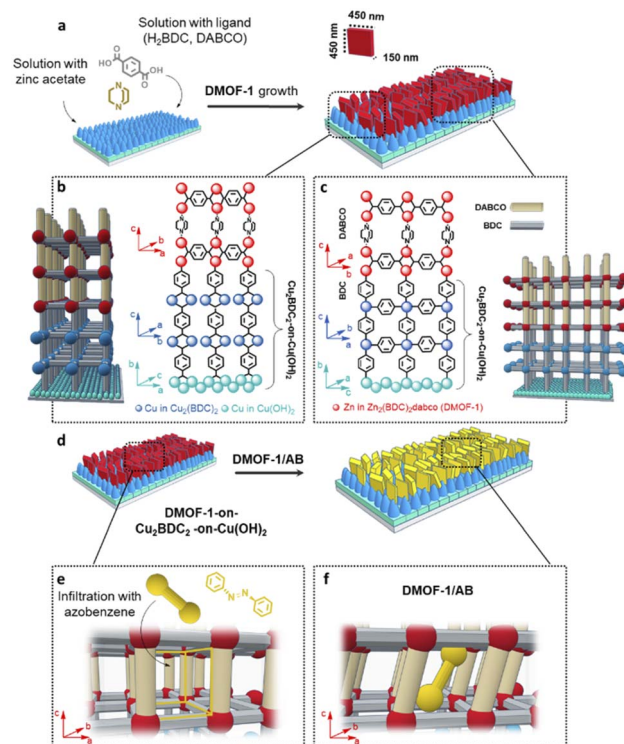 a
Solution with ligand
(H₂BDC, DABCO)
Solution with
zinc acetate
HO
O
O
OH
N
N
DMOF-1 growth
450 nm
450 nm
150 nm
b
c
b
a
c
a
b
b
c
a
Cu₂BDC₂-on-Cu(OH)₂
Cu in Cu₂(BDC)₂
Cu in Cu(OH)₂
c
DABCO
BDC
c
a
b
c
b
a
b
a
c
Cu₂BDC₂-on-Cu(OH)₂
DABCO
BDC
Zn in Zn₂(BDC)₂dabco (DMOF-1)
d
DMOF-1/AB
DMOF-1-on-
Cu₂BDC₂ -on-Cu(OH)₂
e
Infiltration with
azobenzene
N=N
c
b
a
f
DMOF-1/AB
c
b
a